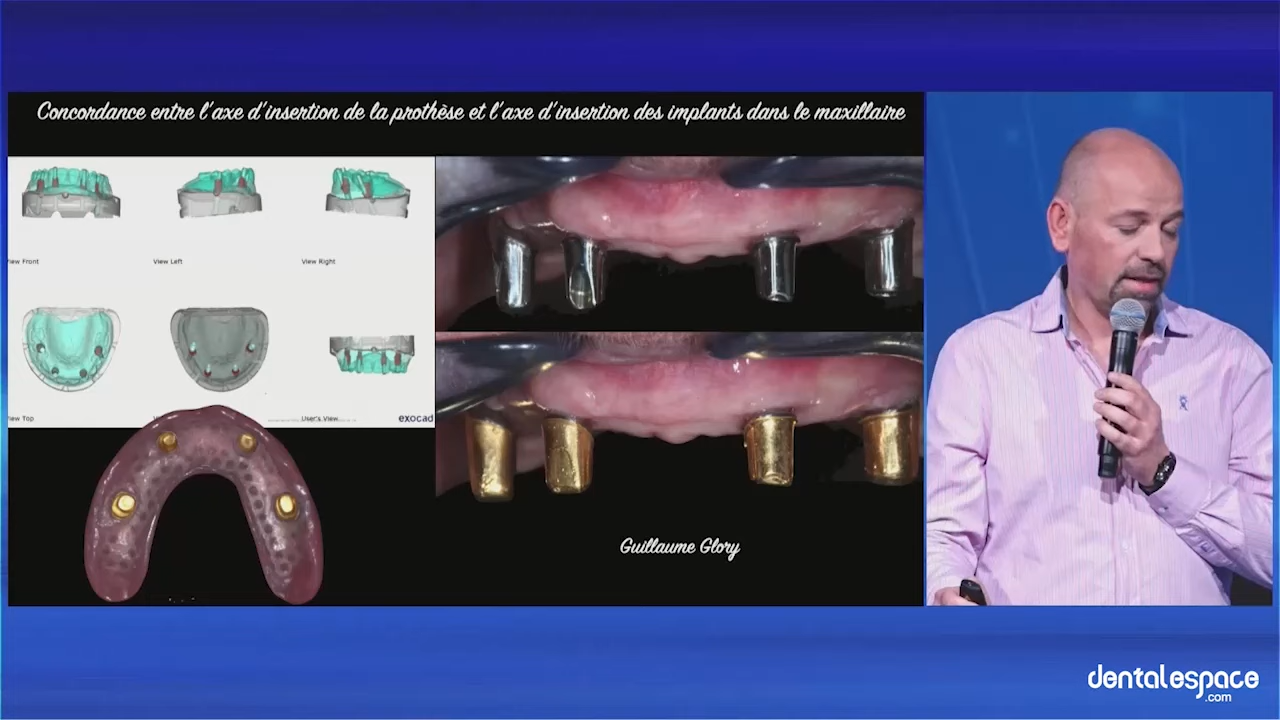 Concordance entre l'axe d'insertion de la prothèse et l'axe d'insertion des implants dans le maxillaire
View Front
View Left
View Right
View Top
User's View
exocad
Guillaume Glory
dentalespace
.com